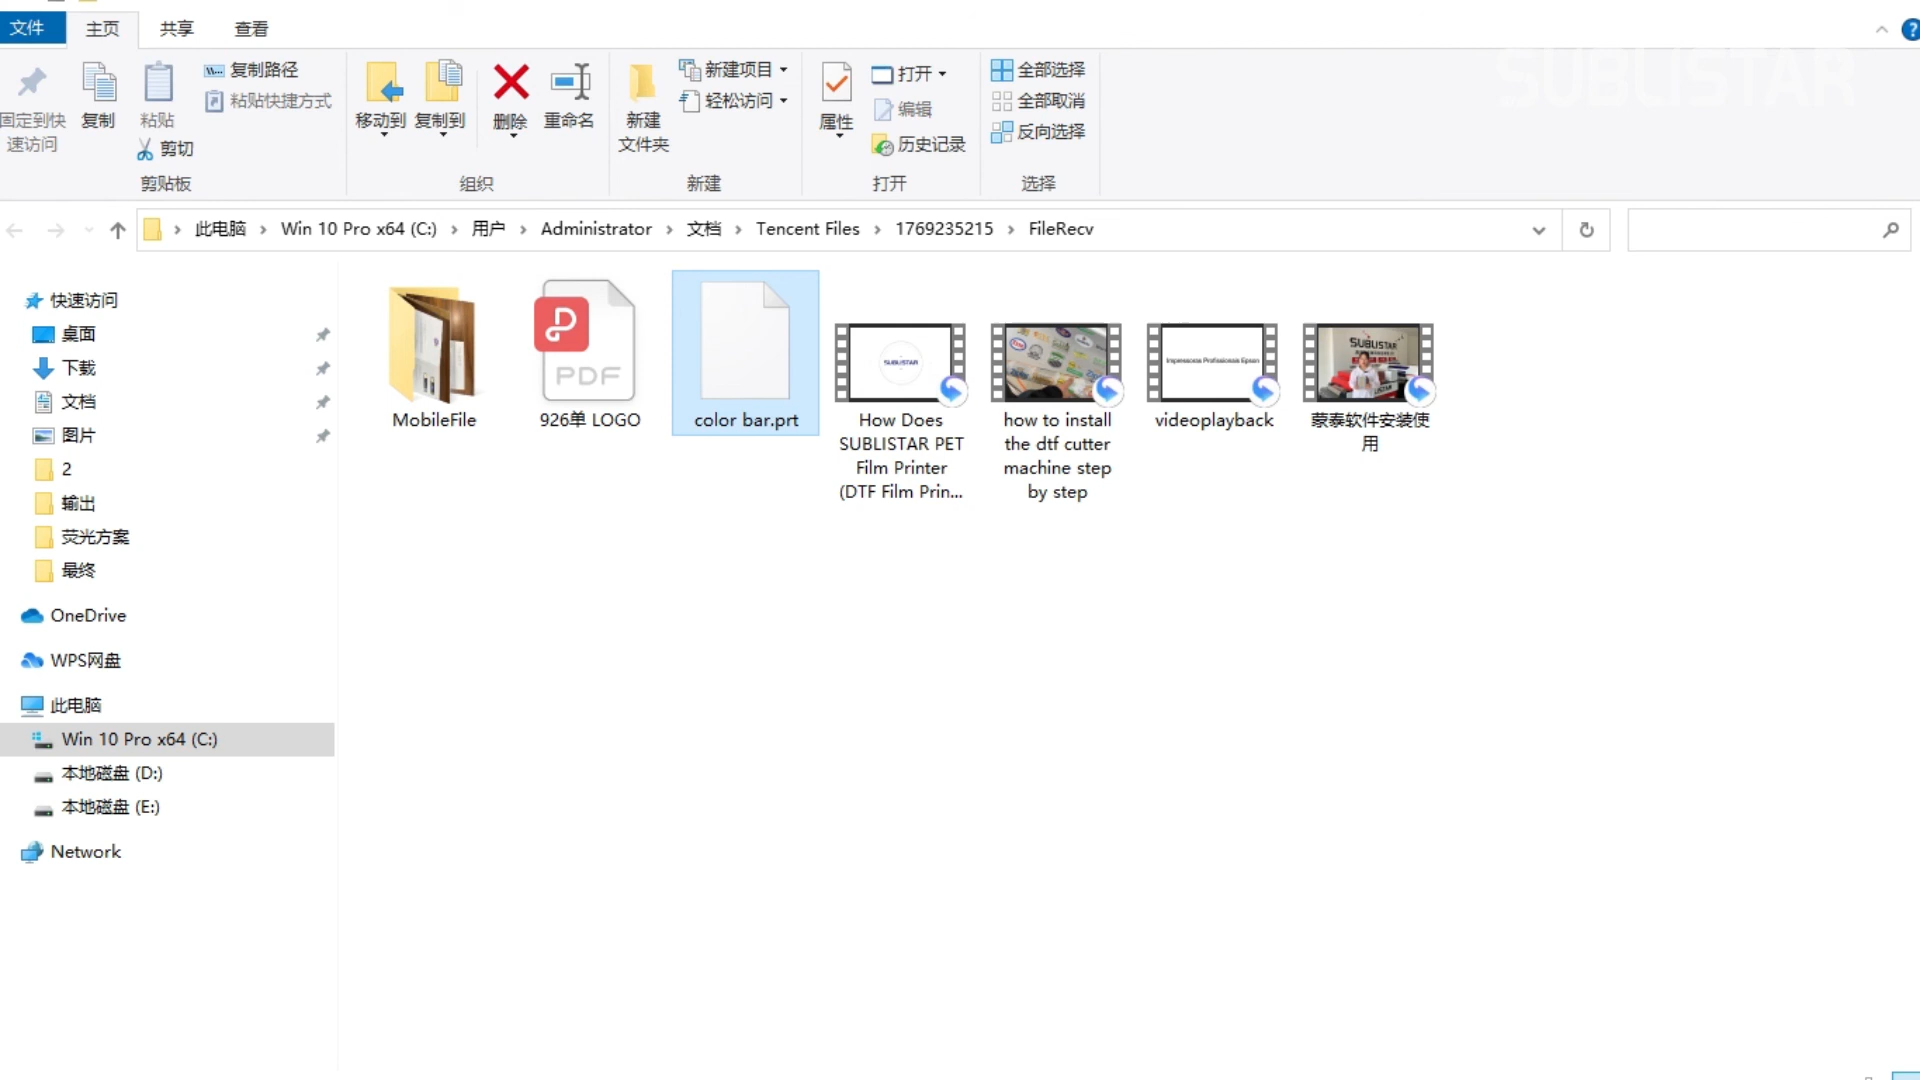 文件 主页 共享 查看
SUBLISTAR
固定到快速访问
复制
粘贴
剪切
复制路径
粘贴快捷方式
剪贴板
移动到
复制到
删除
重命名
组织
新建
文件夹
新建项目
轻松访问
新建
属性
打开
编辑
历史记录
打开
全部选择
全部取消
反向选择
选择
此电脑 › Win 10 Pro x64 (C:) › 用户 › Administrator › 文档 › Tencent Files › 1769235215 › FileRecv
快速访问
桌面
下载
文档
图片
2
输出
荧光方案
最终
OneDrive
WPS网盘
此电脑
Win 10 Pro x64 (C:)
本地磁盘 (D:)
本地磁盘 (E:)
Network
MobileFile
PDF
926单 LOGO
color bar.prt
SUBLISTAR
How Does
SUBLISTAR PET
Film Printer
(DTF Film Prin...
how to install
the dtf cutter
machine step
by step
Impressoras Profissionais Epson
videoplayback
SUBLISTAR
蒙泰软件安装使
用